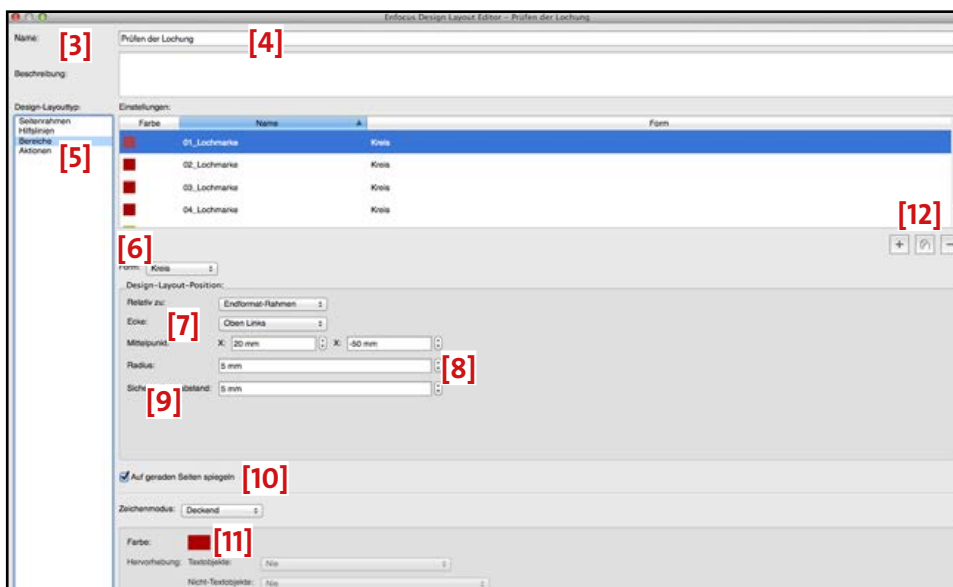 Enfocus Design Layout Editor – Prüfen der Lochung
Name: [3] Prüfen der Lochung [4]
Beschreibung:
Design-Layouttyp: Einstellungen:
Seitenrahmen
Hilfslinien
Bereiche
Aktionen
[5]
Farbe Name Form
01_Lochmarke Kreis
02_Lochmarke Kreis
03_Lochmarke Kreis
04_Lochmarke Kreis
[12]
+ −
[6]
Form: Kreis
Design-Layout-Position:
Relativ zu: Endformat-Rahmen
Ecke: [7] Oben Links
Mittelpunkt: X: 20 mm X: -50 mm
Radius: 5 mm [8]
[9] abstand: 5 mm
Auf geraden Seiten spiegeln [10]
Zeichenmodus: Deckend
Farbe: [11]
Hervorhebung: Textobjekte: Nie
Nicht-Textobjekte: Nie